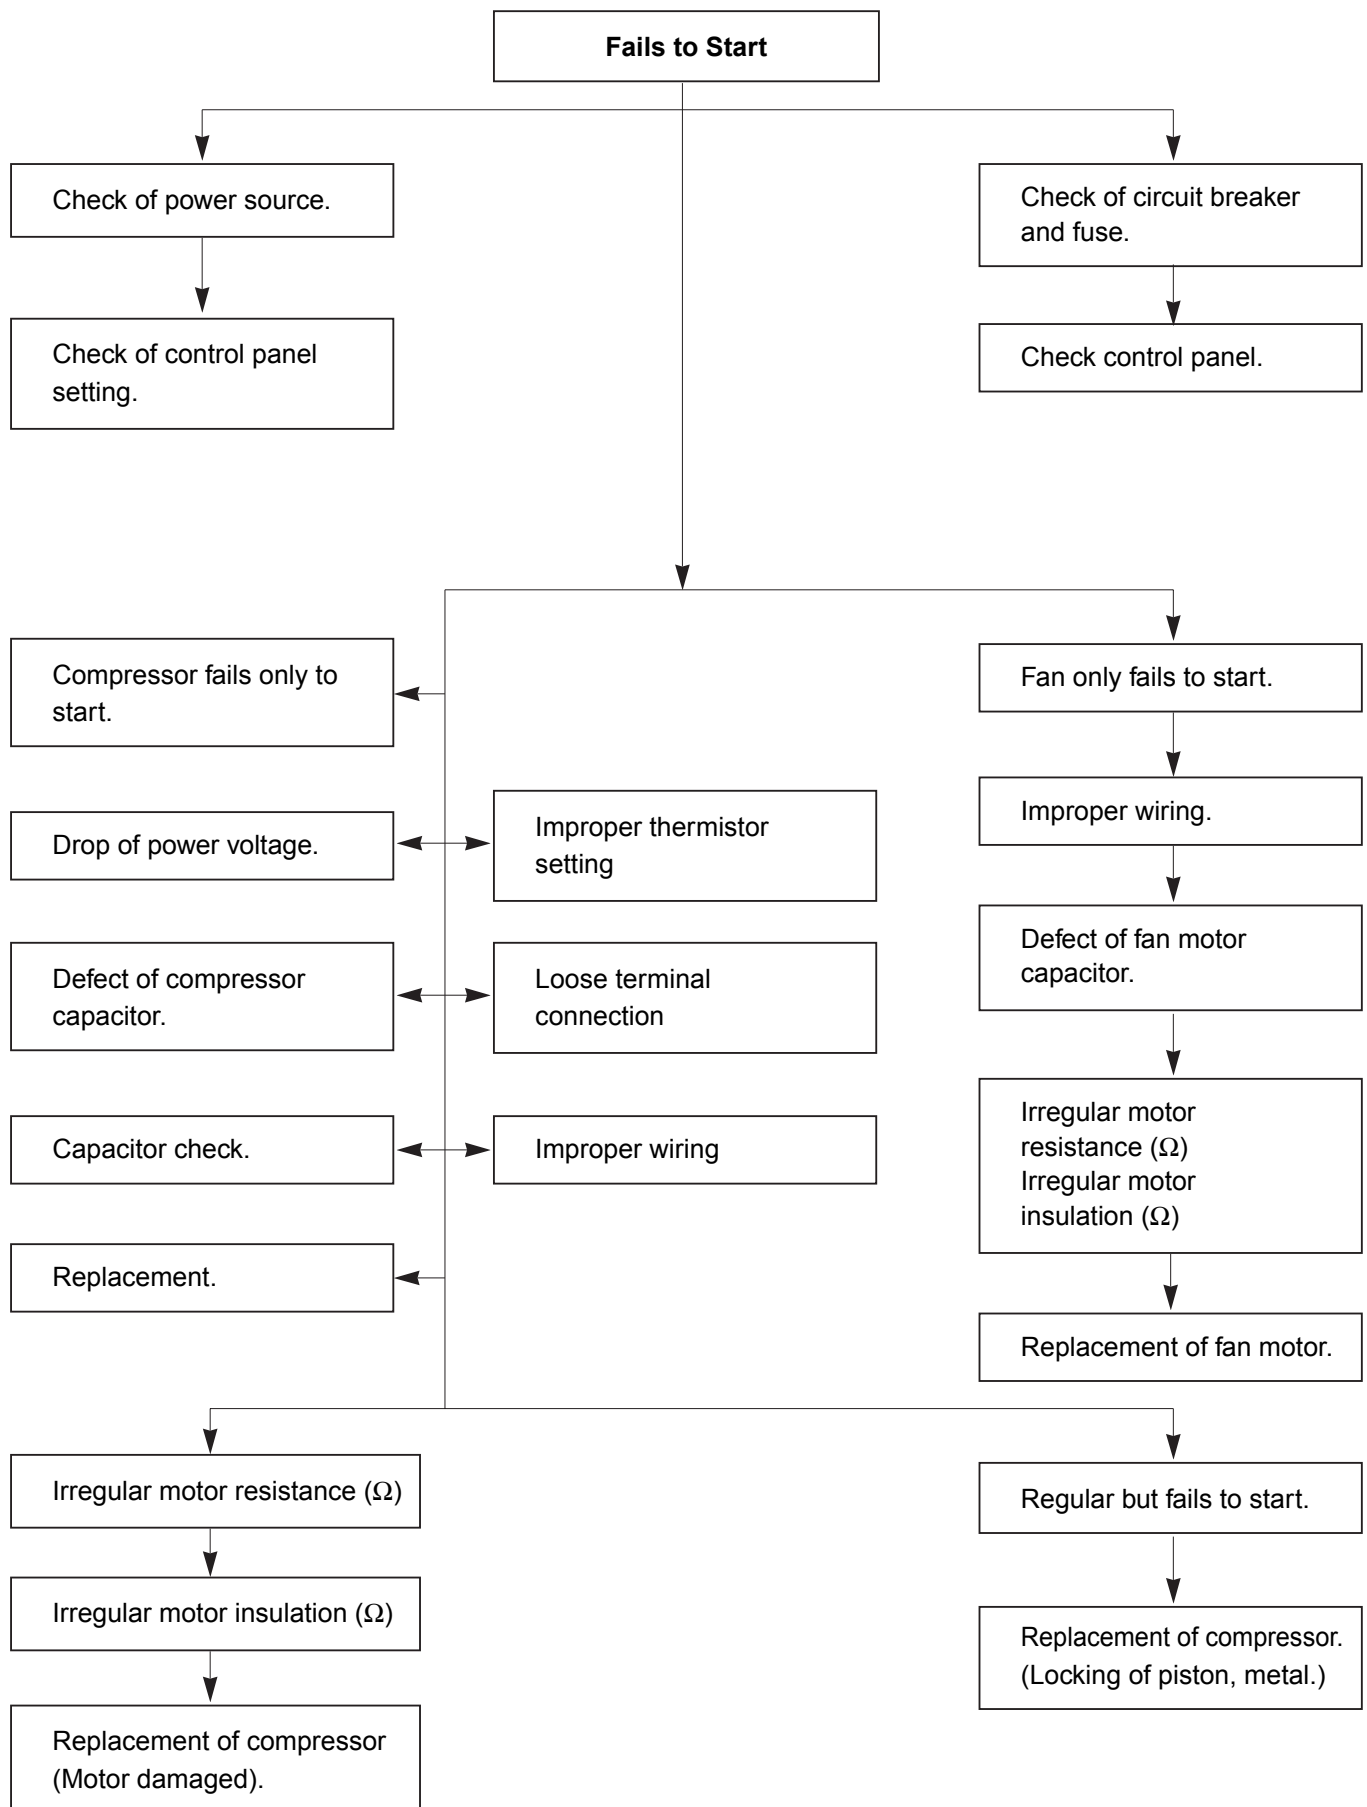 Fails to Start
Check of power source.
Check of circuit breaker
and fuse.
Check of control panel
setting.
Check control panel.
Compressor fails only to
start.
Fan only fails to start.
Drop of power voltage.
Improper thermistor
setting
Improper wiring.
Defect of compressor
capacitor.
Loose terminal
connection
Defect of fan motor
capacitor.
Capacitor check.
Improper wiring
Irregular motor
resistance (Ω)
Irregular motor
insulation (Ω)
Replacement.
Replacement of fan motor.
Irregular motor resistance (Ω)
Regular but fails to start.
Irregular motor insulation (Ω)
Replacement of compressor.
(Locking of piston, metal.)
Replacement of compressor
(Motor damaged).